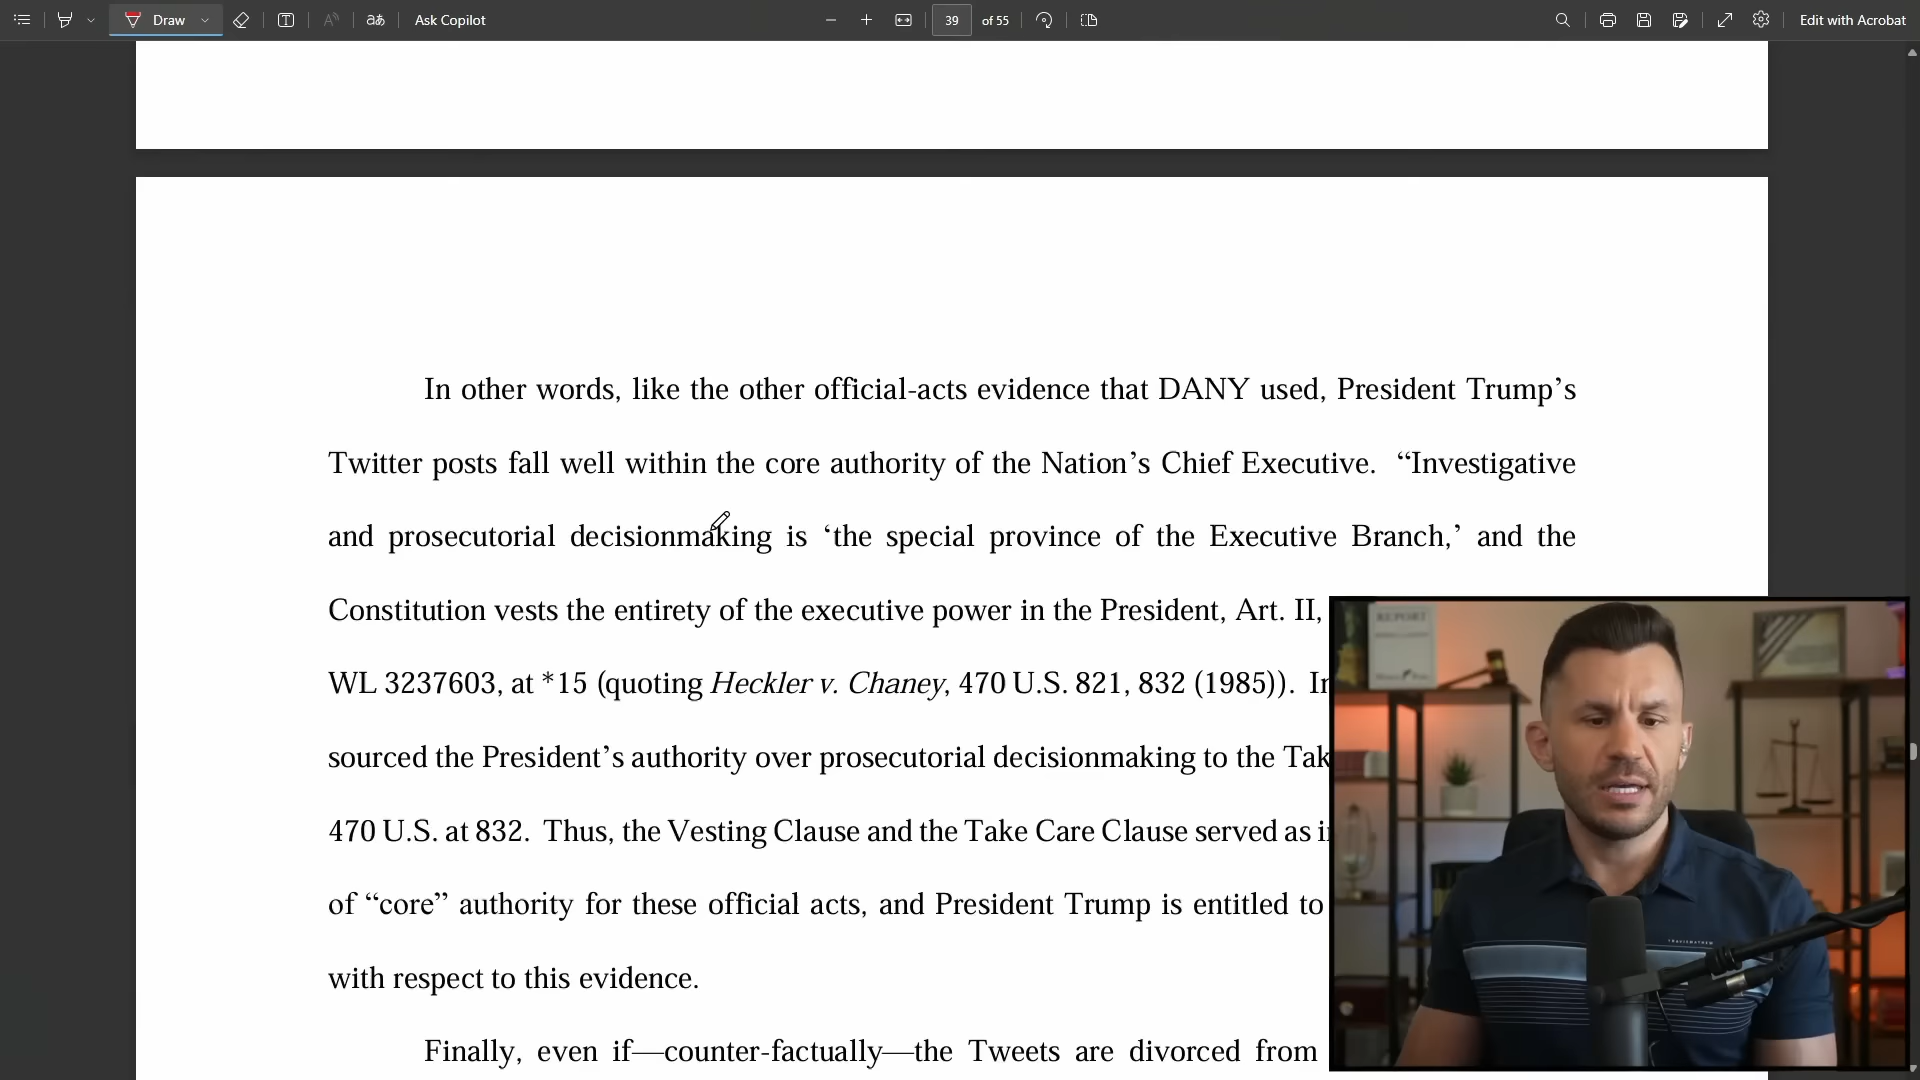 Draw
aあ
Ask Copilot
39
of 55
Edit with Acrobat
In other words, like the other official-acts evidence that DANY used, President Trump’s
Twitter posts fall well within the core authority of the Nation’s Chief Executive. “Investigative
and prosecutorial decisionmaking is ‘the special province of the Executive Branch,’ and the
Constitution vests the entirety of the executive power in the President, Art. II,
WL 3237603, at *15 (quoting Heckler v. Chaney, 470 U.S. 821, 832 (1985)).
sourced the President’s authority over prosecutorial decisionmaking to the
470 U.S. at 832. Thus, the Vesting Clause and the Take Care Clause served as
of “core” authority for these official acts, and President Trump is entitled to
with respect to this evidence.
Finally, even if—counter-factually—the Tweets are divorced from
REPORT